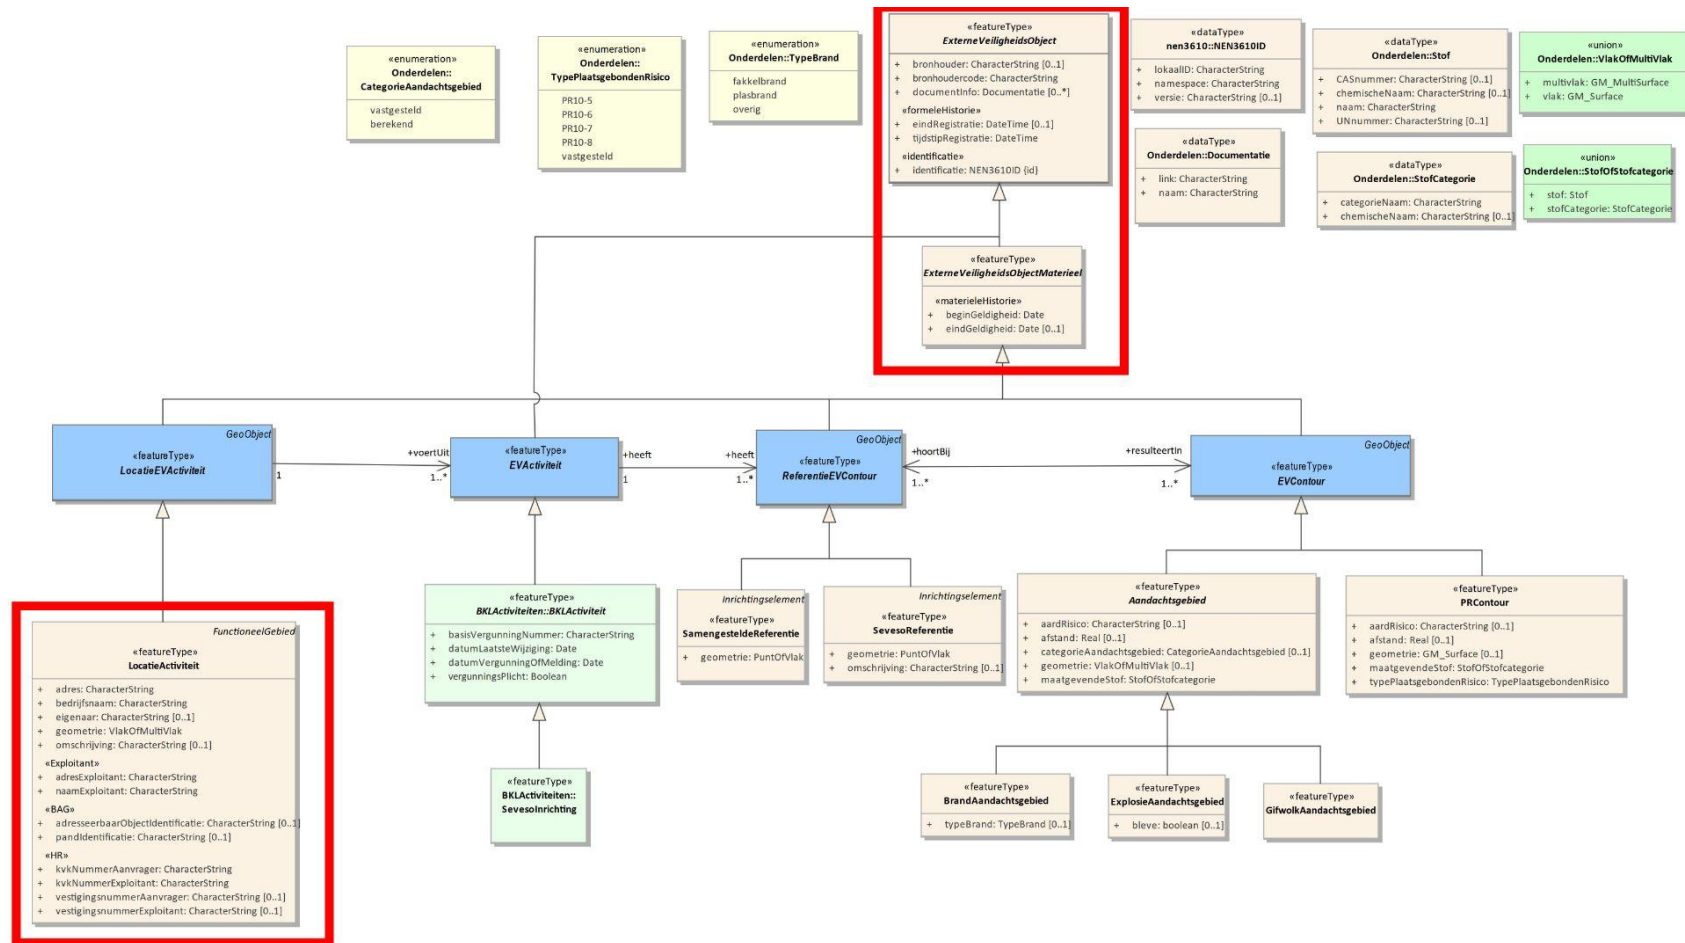 «enumeration»
Onderdelen::
CategorieAandachtsgebied
vastgesteld
berekend
«enumeration»
Onderdelen::
TypePlaatsgebondenRisico
PR10-5
PR10-6
PR10-7
PR10-8
vastgesteld
«enumeration»
Onderdelen::TypeBrand
fakkelbrand
plasbrand
overig
«featureType»
ExterneVeiligheidsObject
+ bronhouder: CharacterString [0..1]
+ bronhoudercode: CharacterString
+ documentInfo: Documentatie [0..*]
«formeleHistorie»
+ eindRegistratie: DateTime [0..1]
+ tijdstipRegistratie: DateTime
«identificatie»
+ identificatie: NEN3610ID {id}
«dataType»
nen3610::NEN3610ID
+ lokaalID: CharacterString
+ namespace: CharacterString
+ versie: CharacterString [0..1]
«dataType»
Onderdelen::Stof
+ CASnummer: CharacterString [0..1]
+ chemischeNaam: CharacterString [0..1]
+ naam: CharacterString
+ UNnummer: CharacterString [0..1]
«union»
Onderdelen::VlakOfMultiVlak
+ multivlak: GM_MultiSurface
+ vlak: GM_Surface
«dataType»
Onderdelen::Documentatie
+ link: CharacterString
+ naam: CharacterString
«dataType»
Onderdelen::StofCategorie
+ categorieNaam: CharacterString
+ chemischeNaam: CharacterString [0..1]
«union»
Onderdelen::StofOfStofcategorie
+ stof: Stof
+ stofCategorie: StofCategorie
«featureType»
ExterneVeiligheidsObjectMaterieel
«materieleHistorie»
+ beginGeldigheid: Date
+ eindGeldigheid: Date [0..1]
GeoObject
«featureType»
LocatieEVActiviteit
1
+voertUit
1..*
«featureType»
EVActiviteit
+heeft
1
+heeft
1..*
GeoObject
«featureType»
ReferentieEVContour
+hoortBij
1..*
+resulteertIn
1..*
GeoObject
«featureType»
EVContour
FunctioneelGebied
«featureType»
LocatieActiviteit
+ adres: CharacterString
+ bedrijfsnaam: CharacterString
+ eigenaar: CharacterString [0..1]
+ geometrie: VlakOfMultiVlak
+ omschrijving: CharacterString [0..1]
«Exploitant»
+ adresExploitant: CharacterString
+ naamExploitant: CharacterString
«BAG»
+ adresseerbaarObjectIdentificatie: CharacterString [0..1]
+ pandIdentificatie: CharacterString [0..1]
«HR»
+ kvkNummerAanvrager: CharacterString
+ kvkNummerExploitant: CharacterString
+ vestigingsnummerAanvrager: CharacterString [0..1]
+ vestigingsnummerExploitant: CharacterString [0..1]
«featureType»
BKLActiviteiten::BKLActiviteit
+ basisVergunningNummer: CharacterString
+ datumLaatsteWijziging: Date
+ datumVergunningOfMelding: Date
+ vergunningsPlicht: Boolean
«featureType»
BKLActiviteiten::
SevesoInrichting
Inrichtingselement
«featureType»
SamengesteldeReferentie
+ geometrie: PuntOfVlak
Inrichtingselement
«featureType»
SevesoReferentie
+ geometrie: PuntOfVlak
+ omschrijving: CharacterString [0..1]
«featureType»
Aandachtsgebied
+ aardRisico: CharacterString [0..1]
+ afstand: Real [0..1]
+ categorieAandachtsgebied: CategorieAandachtsgebied [0..1]
+ geometrie: VlakOfMultiVlak [0..1]
+ maatgevendeStof: StofOfStofcategorie
«featureType»
PRContour
+ aardRisico: CharacterString [0..1]
+ afstand: Real [0..1]
+ geometrie: GM_Surface [0..1]
+ maatgevendeStof: StofOfStofcategorie
+ typePlaatsgebondenRisico: TypePlaatsgebondenRisico
«featureType»
BrandAandachtsgebied
+ typeBrand: TypeBrand [0..1]
«featureType»
ExplosieAandachtsgebied
+ bleve: boolean [0..1]
«featureType»
GifwolkAandachtsgebied